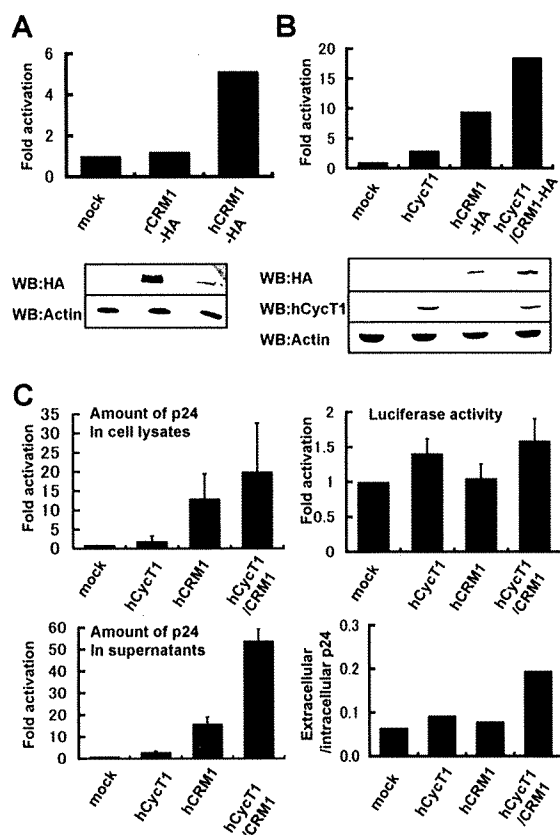 A
Fold activation
6
4
2
0
mock
rCRM1
-HA
hCRM1
-HA
WB:HA
WB:Actin
B
Fold activation
20
15
10
5
0
mock
hCycT1
hCRM1
-HA
hCycT1
/CRM1-HA
WB:HA
WB:hCycT1
WB:Actin
C
Amount of p24
In cell lysates
Fold activation
35
30
25
20
15
10
5
0
mock
hCycT1
hCRM1
hCycT1
/CRM1
Luciferase activity
Fold activation
2
1.5
1
0.5
0
mock
hCycT1
hCRM1
hCycT1
/CRM1
Amount of p24
In supernatants
Fold activation
60
50
40
30
20
10
0
mock
hCycT1
hCRM1
hCycT1
/CRM1
Extracellular
/intracellular p24
0.3
0.2
0.1
0.0
mock
hCycT1
hCRM1
hCycT1
/CRM1